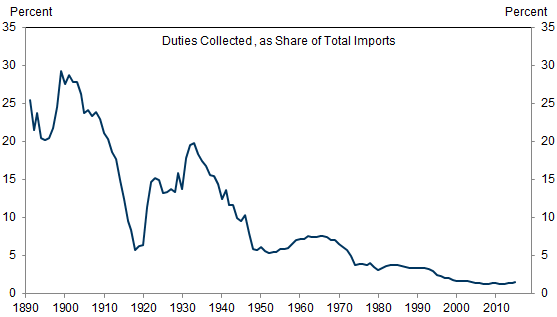 Percent Percent
Duties Collected, as Share of Total Imports
35 35
30 30
25 25
20 20
15 15
10 10
5 5
0 0
1890 1900 1910 1920 1930 1940 1950 1960 1970 1980 1990 2000 2010